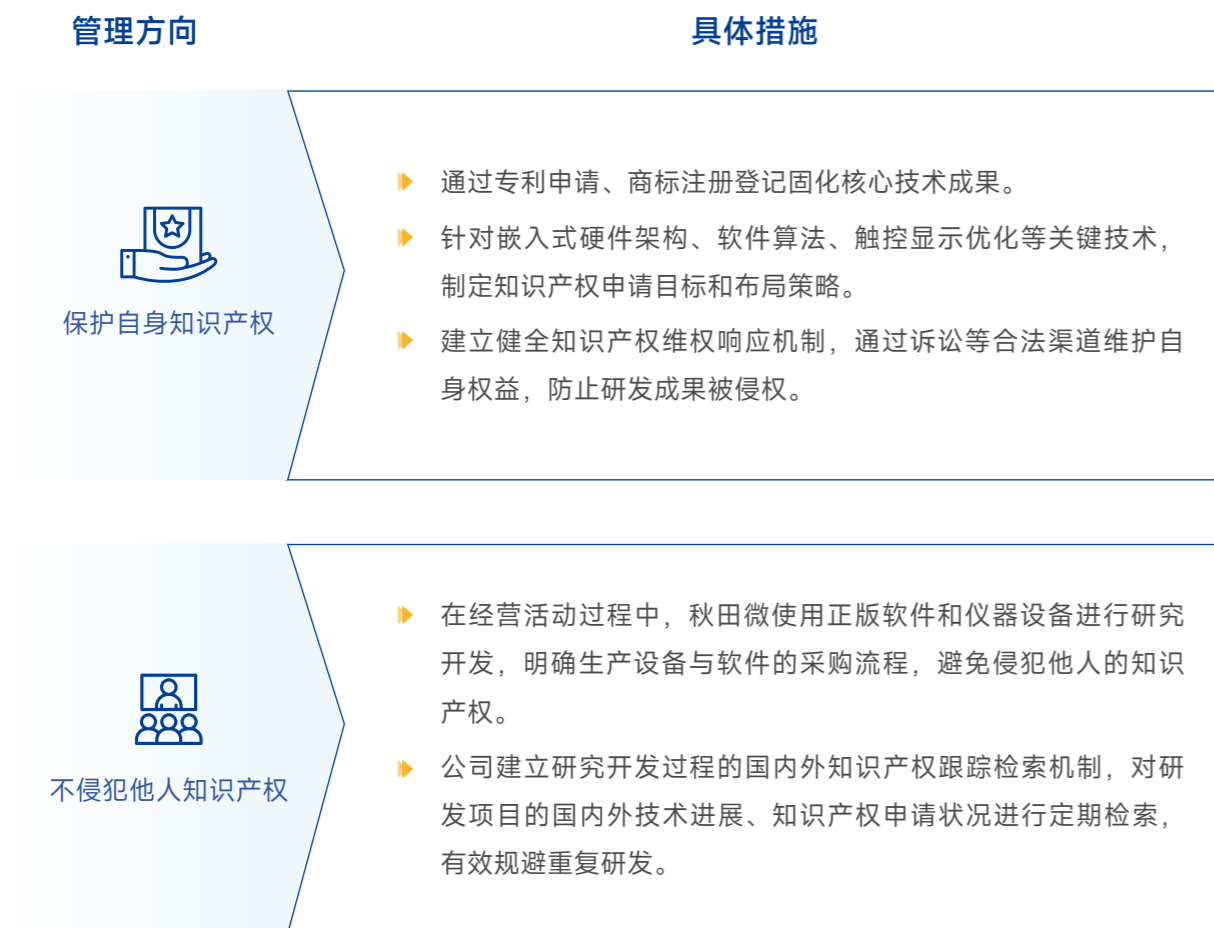 管理方向
具体措施
保护自身知识产权
通过专利申请、商标注册登记固化核心技术成果。
针对嵌入式硬件架构、软件算法、触控显示优化等关键技术，
制定知识产权申请目标和布局策略。
建立健全知识产权维权响应机制，通过诉讼等合法渠道维护自
身权益，防止研发成果被侵权。
不侵犯他人知识产权
在经营活动过程中，秋田微使用正版软件和仪器设备进行研究
开发，明确生产设备与软件的采购流程，避免侵犯他人的知识
产权。
公司建立研究开发过程的国内外知识产权跟踪检索机制，对研
发项目的国内外技术进展、知识产权申请状况进行定期检索，
有效规避重复研发。